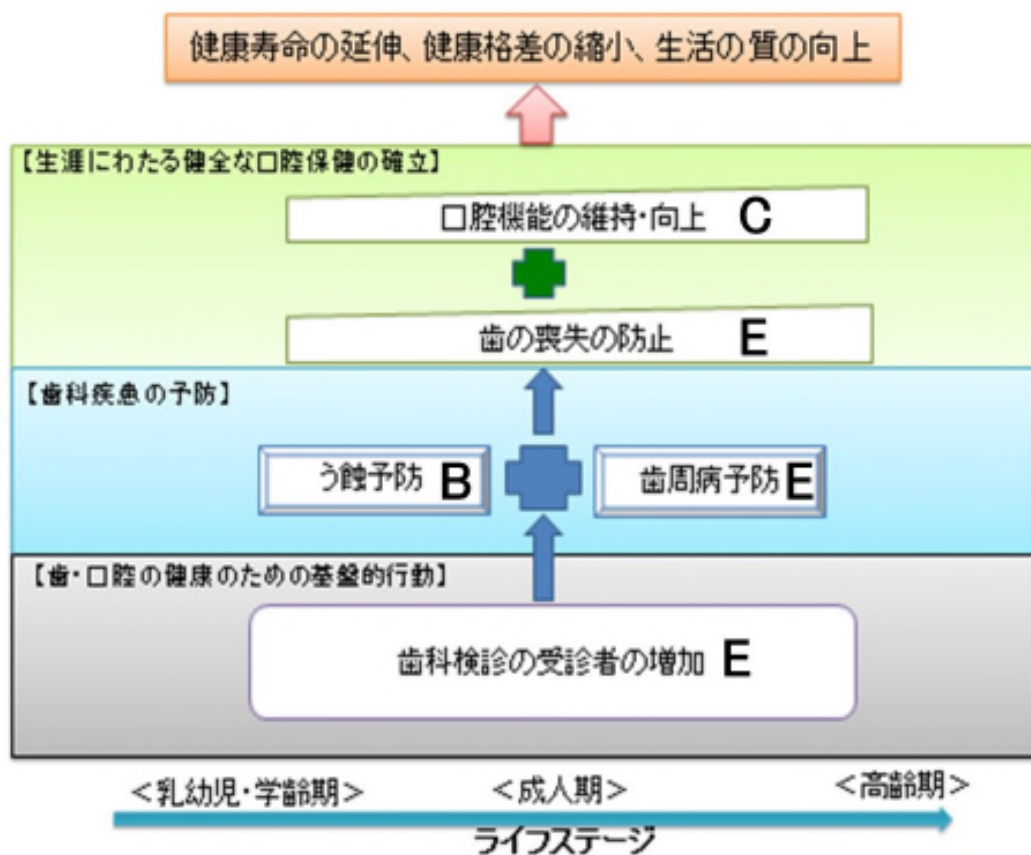 健康寿命の延伸、健康格差の縮小、生活の質の向上
【生涯にわたる健全な口腔保健の確立】
口腔機能の維持・向上 C
歯の喪失の防止 E
【歯科疾患の予防】
う蝕予防 B
歯周病予防 E
【歯・口腔の健康のための基盤的行動】
歯科検診の受診者の増加 E
＜乳幼児・学齢期＞
＜成人期＞
＜高齢期＞
ライフステージ